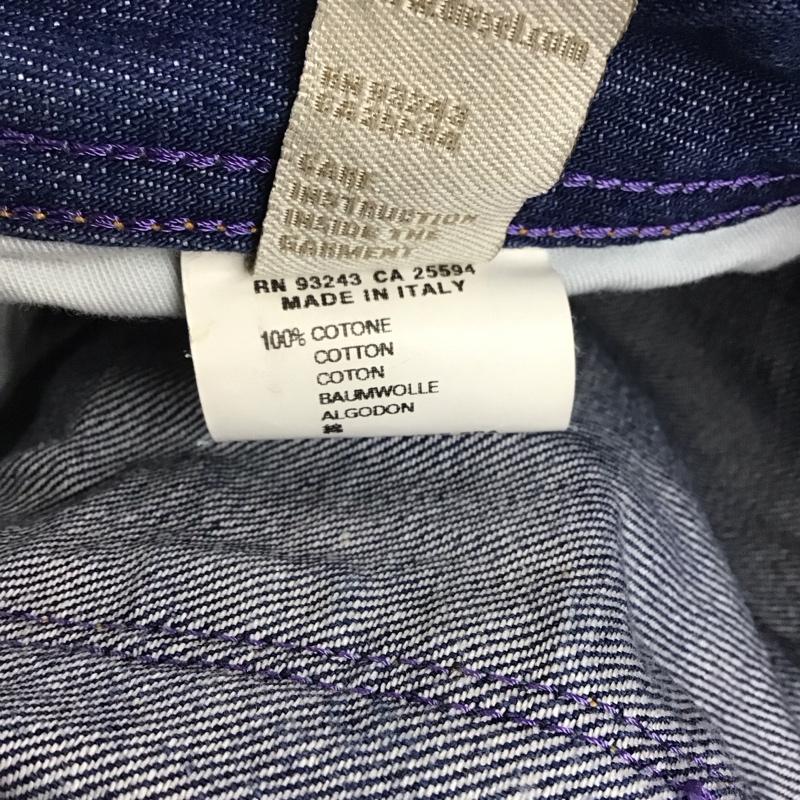 RN 93243
CA 25594
CARE
INSTRUCTION
INSIDE THE
GARMENT
RN 93243 CA 25594
MADE IN ITALY
100% COTONE
COTTON
COTON
BAUMWOLLE
ALGODON
綿